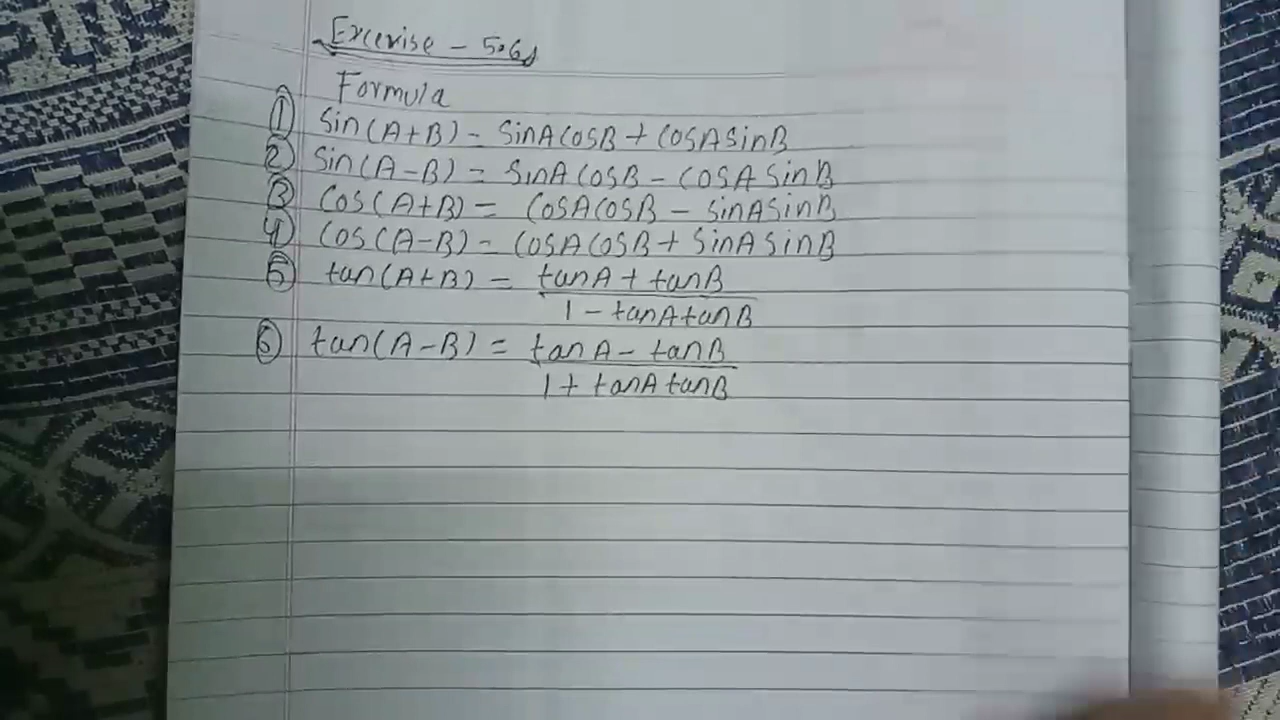 Excerise - 5.6
Formula
① sin(A+B) = sinA cosB + cosA sinB
② sin(A-B) = sinA cosB - cosA sinB
③ cos(A+B) = cosA cosB - sinA sinB
④ cos(A-B) = cosA cosB + sinA sinB
⑤ tan(A+B) = tanA + tanB
1 - tanA tanB
⑥ tan(A-B) = tanA - tanB
1 + tanA tanB